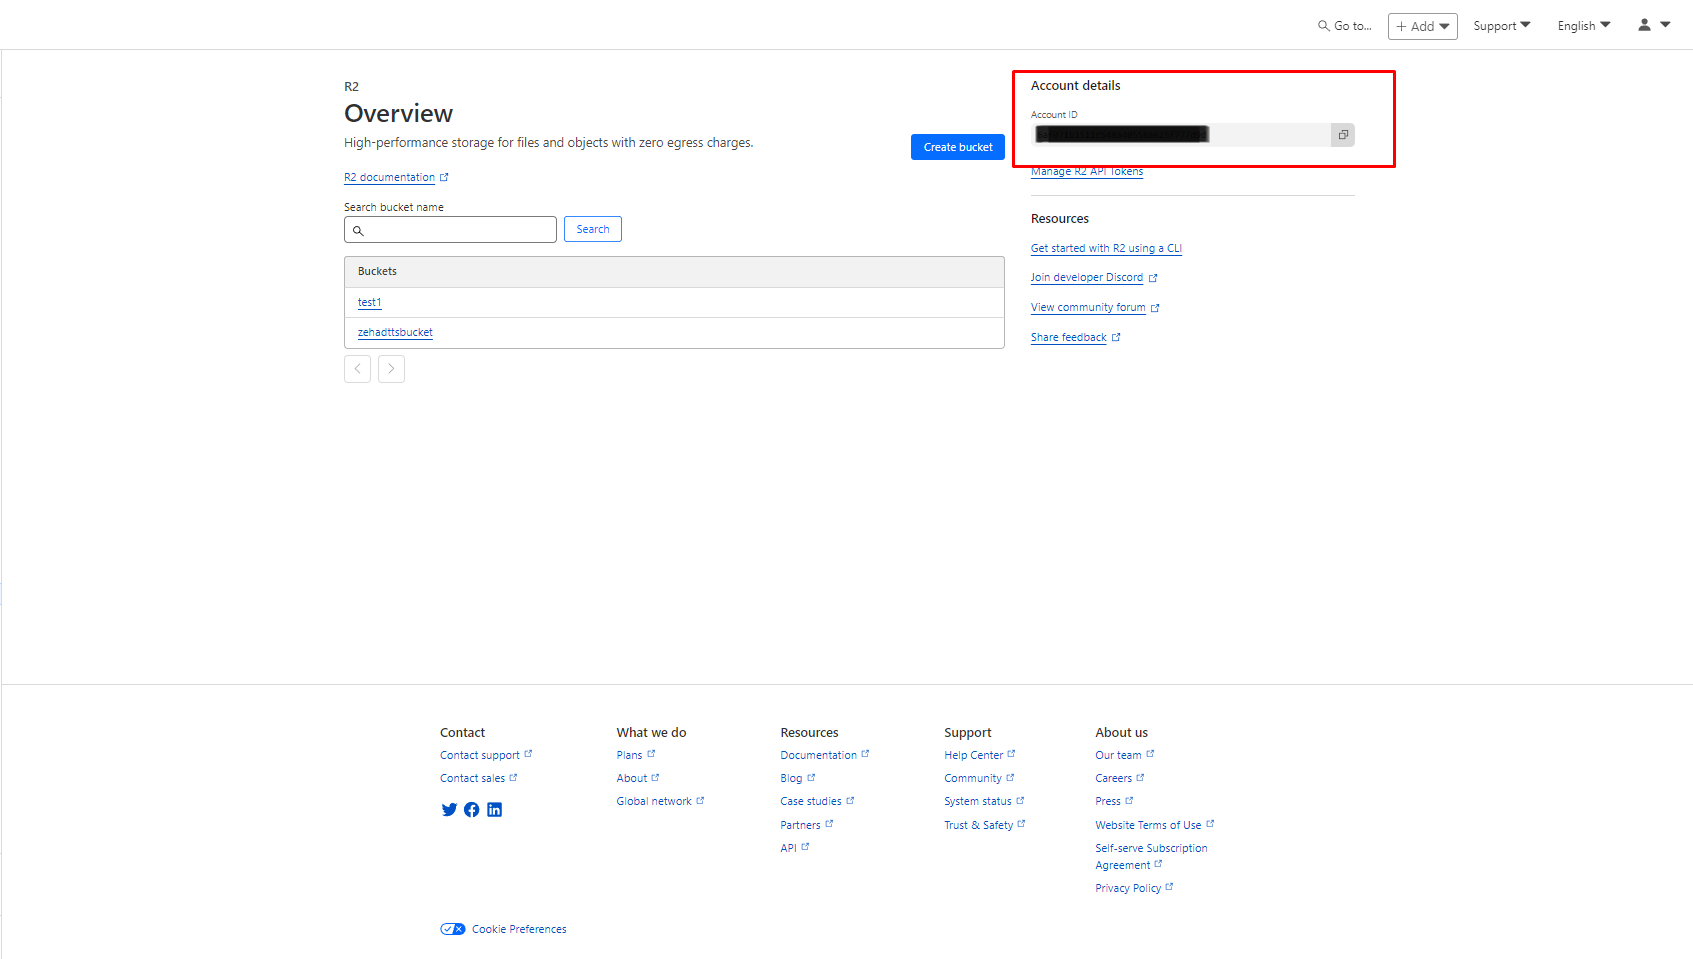 Go to...
Add
Support
English
R2
Overview
High-performance storage for files and objects with zero egress charges.
Create bucket
R2 documentation
Search bucket name
Search
Buckets
test1
zehadttsbucket
Account details
Account ID
Manage R2 API Tokens
Resources
Get started with R2 using a CLI
Join developer Discord
View community forum
Share feedback
Contact
Contact support
Contact sales
What we do
Plans
About
Global network
Resources
Documentation
Blog
Case studies
Partners
API
Support
Help Center
Community
System status
Trust & Safety
About us
Our team
Careers
Press
Website Terms of Use
Self-serve Subscription
Agreement
Privacy Policy
Cookie Preferences